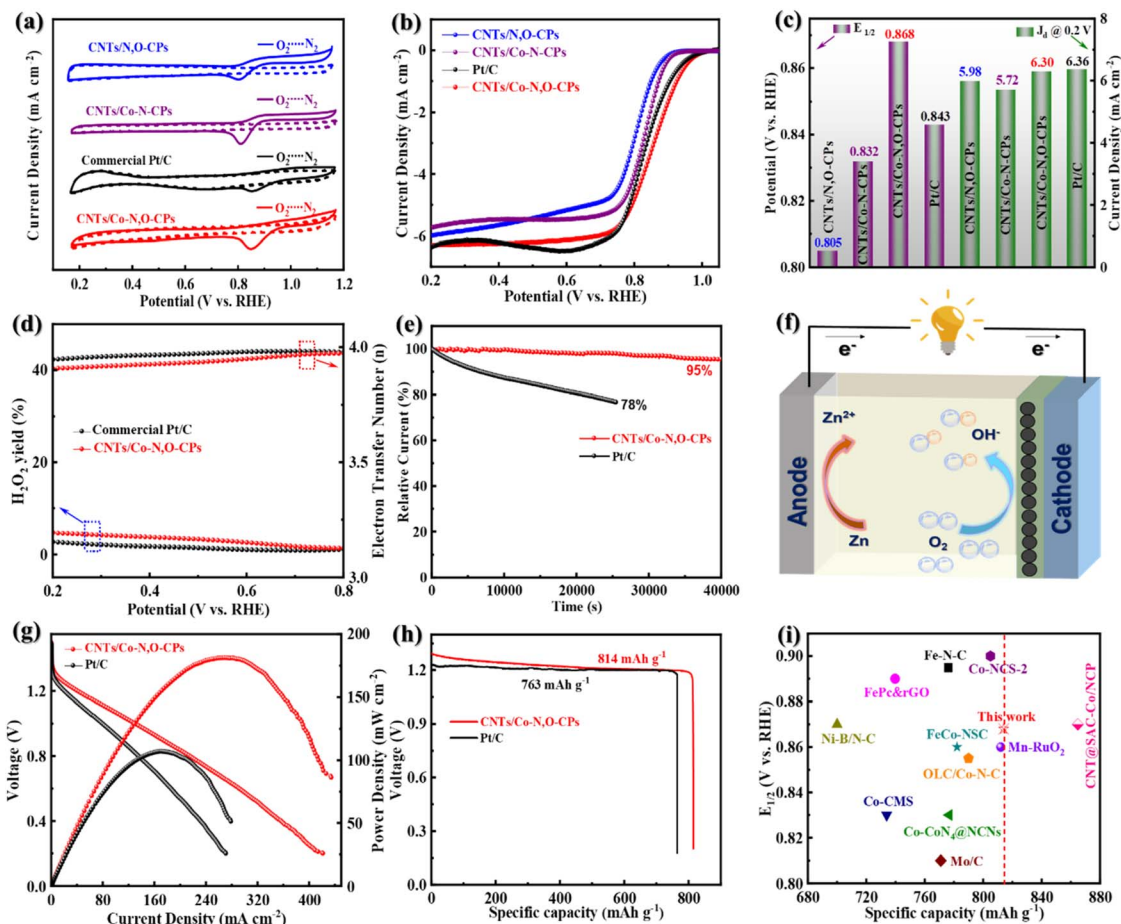 (a)
CNTs/N,O-CPs
O₂ N₂
CNTs/Co-N-CPs
O₂ N₂
Commercial Pt/C
O₂ N₂
CNTs/Co-N,O-CPs
O₂ N₂
Current Density (mA cm⁻²)
0.2 0.4 0.6 0.8 1.0 1.2
Potential (V vs. RHE)
(b)
CNTs/N,O-CPs
CNTs/Co-N-CPs
Pt/C
CNTs/Co-N,O-CPs
Current Density (mA cm⁻²)
0
-2
-4
-6
0.2 0.4 0.6 0.8 1.0
Potential (V vs. RHE)
(c)
E 1/2
J_d @ 0.2 V
0.805
0.832
0.868
0.843
5.98
5.72
6.30
6.36
CNTs/N,O-CPs
CNTs/Co-N-CPs
CNTs/Co-N,O-CPs
Pt/C
CNTs/N,O-CPs
CNTs/Co-N-CPs
CNTs/Co-N,O-CPs
Pt/C
Potential (V vs. RHE)
0.86
0.84
0.82
0.80
Current Density (mA cm⁻²)
8
6
4
2
0
(d)
Commercial Pt/C
CNTs/Co-N,O-CPs
H₂O₂ yield (%)
40
20
0
Electron Transfer Number (n)
4.0
3.5
3.0
0.2 0.4 0.6 0.8
Potential (V vs. RHE)
(e)
95%
78%
CNTs/Co-N,O-CPs
Pt/C
Relative Current (%)
100
80
60
40
20
0
0 10000 20000 30000 40000
Time (s)
(f)
e⁻
e⁻
Anode
Zn²⁺
Zn
OH⁻
O₂
Cathode
(g)
CNTs/Co-N,O-CPs
Pt/C
Voltage (V)
1.2
0.8
0.4
0.0
Power Density (mW cm⁻²)
200
150
100
50
0
0 80 160 240 320 400
Current Density (mA cm⁻²)
(h)
814 mAh g⁻¹
763 mAh g⁻¹
CNTs/Co-N,O-CPs
Pt/C
Voltage (V)
1.2
0.9
0.6
0.3
0.0
0 200 400 600 800
Specific capacity (mAh g⁻¹)
(i)
Fe-N-C
Co-NCS-2
FePc&rGO
This work
Ni-B/N-C
FeCo-NSC
Mn-RuO₂
OLC/Co-N-C
CNT@SAC-Co/NCP
Co-CMS
Co-CoN₄@NCNs
Mo/C
E₁/₂ (V vs. RHE)
0.90
0.88
0.86
0.84
0.82
0.80
680 720 760 800 840 880
Specific capacity (mAh g⁻¹)